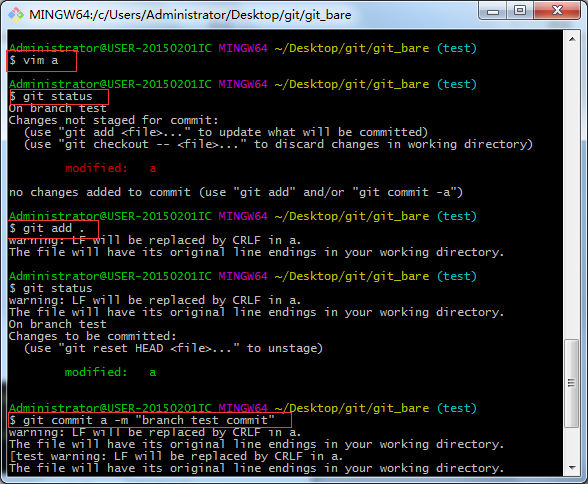 MINGW64:/c/Users/Administrator/Desktop/git/git_bare
Administrator@USER-20150201IC MINGW64 ~/Desktop/git/git_bare (test)
$ vim a
Administrator@USER-20150201IC MINGW64 ~/Desktop/git/git_bare (test)
$ git status
On branch test
Changes not staged for commit:
  (use "git add <file>..." to update what will be committed)
  (use "git checkout -- <file>..." to discard changes in working directory)
        modified:   a
no changes added to commit (use "git add" and/or "git commit -a")
Administrator@USER-20150201IC MINGW64 ~/Desktop/git/git_bare (test)
$ git add .
warning: LF will be replaced by CRLF in a.
The file will have its original line endings in your working directory.
Administrator@USER-20150201IC MINGW64 ~/Desktop/git/git_bare (test)
$ git status
warning: LF will be replaced by CRLF in a.
The file will have its original line endings in your working directory.
On branch test
Changes to be committed:
  (use "git reset HEAD <file>..." to unstage)
        modified:   a
Administrator@USER-20150201IC MINGW64 ~/Desktop/git/git_bare (test)
$ git commit a -m "branch test commit"
warning: LF will be replaced by CRLF in a.
The file will have its original line endings in your working directory.
[test warning: LF will be replaced by CRLF in a.
The file will have its original line endings in your working directory.